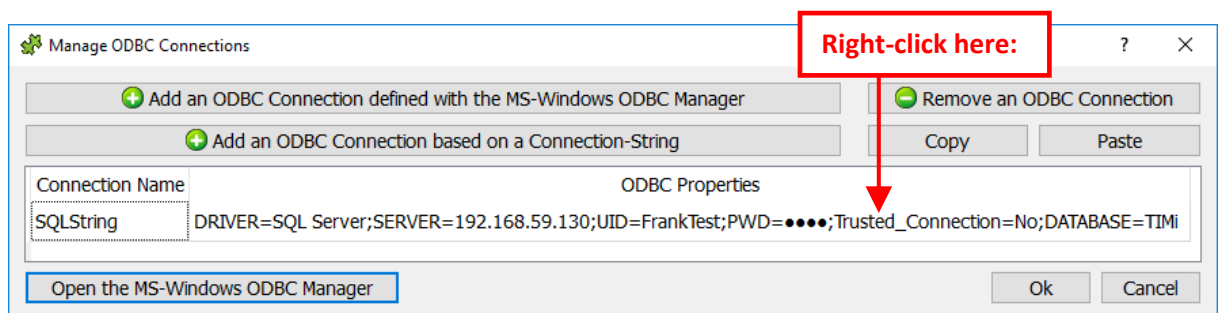 Manage ODBC Connections
Right-click here:
?
Add an ODBC Connection defined with the MS-Windows ODBC Manager
Remove an ODBC Connection
Add an ODBC Connection based on a Connection-String
Copy
Paste
Connection Name
ODBC Properties
SQLString
DRIVER=SQL Server;SERVER=192.168.59.130;UID=FrankTest;PWD=●●●●;Trusted_Connection=No;DATABASE=TIMi
Open the MS-Windows ODBC Manager
Ok
Cancel